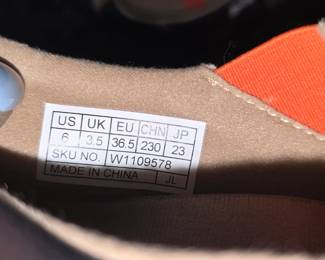 US UK EU CHN JP
6 3.5 36.5 230 23
SKU NO. W1109578
MADE IN CHINA JL